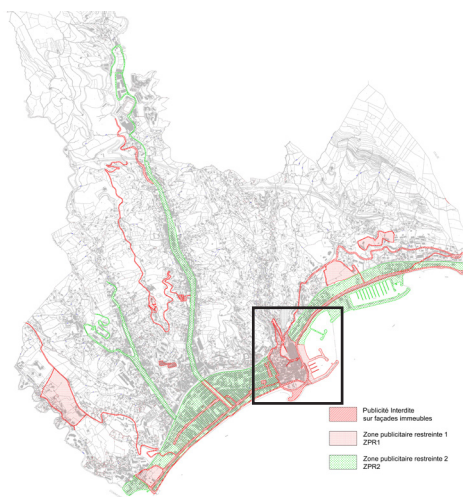 Publicité Interdite
sur façades immeubles
Zone publicitaire restreinte 1
ZPR1
Zone publicitaire restreinte 2
ZPR2